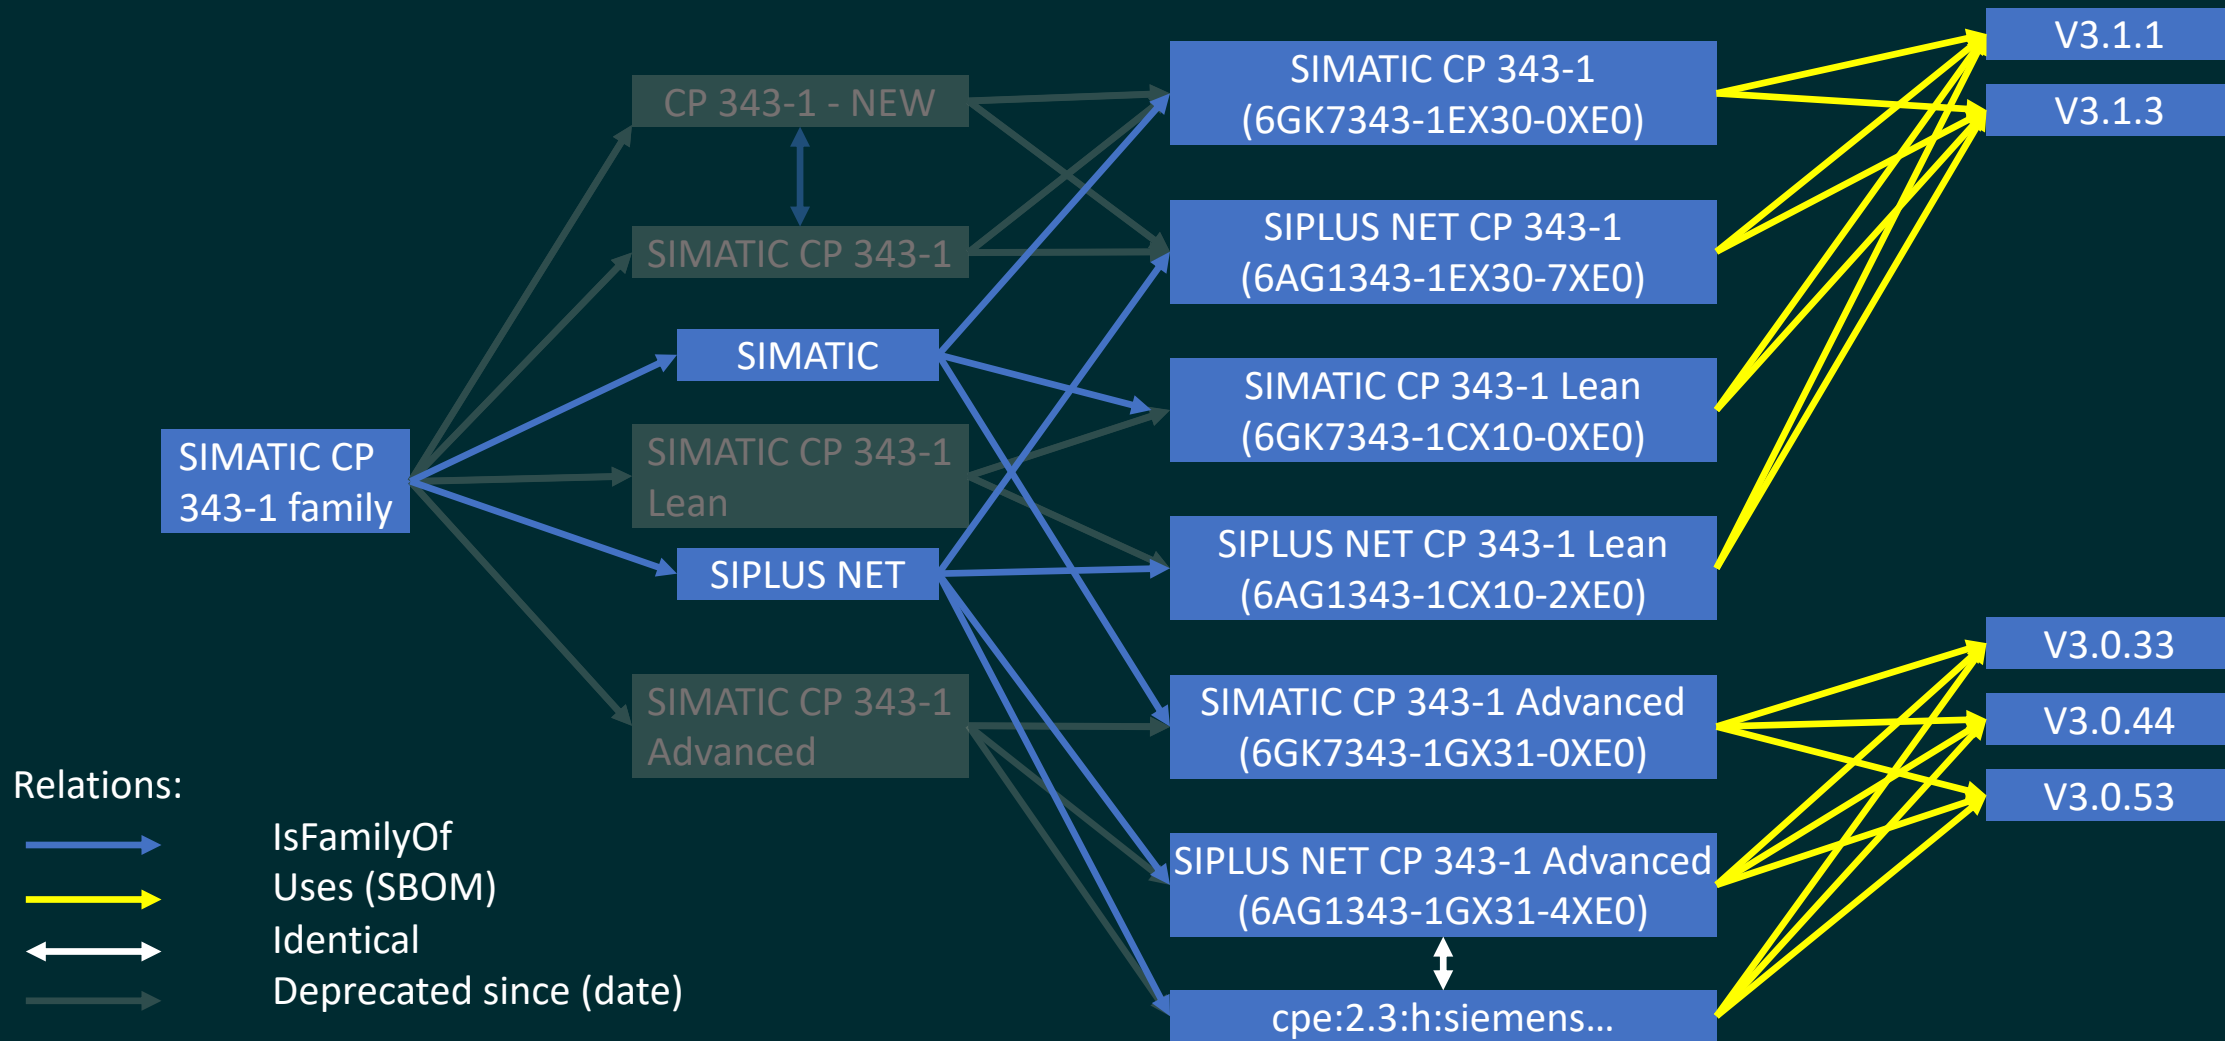 SIMATIC CP
343-1 family
CP 343-1 - NEW
SIMATIC CP 343-1
SIMATIC
SIMATIC CP 343-1
Lean
SIPLUS NET
SIMATIC CP 343-1
Advanced
SIMATIC CP 343-1
(6GK7343-1EX30-0XE0)
SIPLUS NET CP 343-1
(6AG1343-1EX30-7XE0)
SIMATIC CP 343-1 Lean
(6GK7343-1CX10-0XE0)
SIPLUS NET CP 343-1 Lean
(6AG1343-1CX10-2XE0)
SIMATIC CP 343-1 Advanced
(6GK7343-1GX31-0XE0)
SIPLUS NET CP 343-1 Advanced
(6AG1343-1GX31-4XE0)
cpe:2.3:h:siemens...
V3.1.1
V3.1.3
V3.0.33
V3.0.44
V3.0.53
Relations:
IsFamilyOf
Uses (SBOM)
Identical
Deprecated since (date)